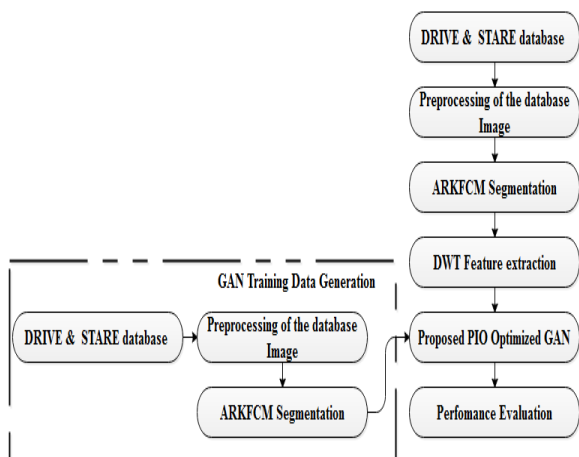 DRIVE & STARE database
Preprocessing of the database
Image
ARKFCM Segmentation
DWT Feature extraction
GAN Training Data Generation
DRIVE & STARE database
Preprocessing of the database
Image
ARKFCM Segmentation
Proposed PIO Optimized GAN
Perfomance Evaluation